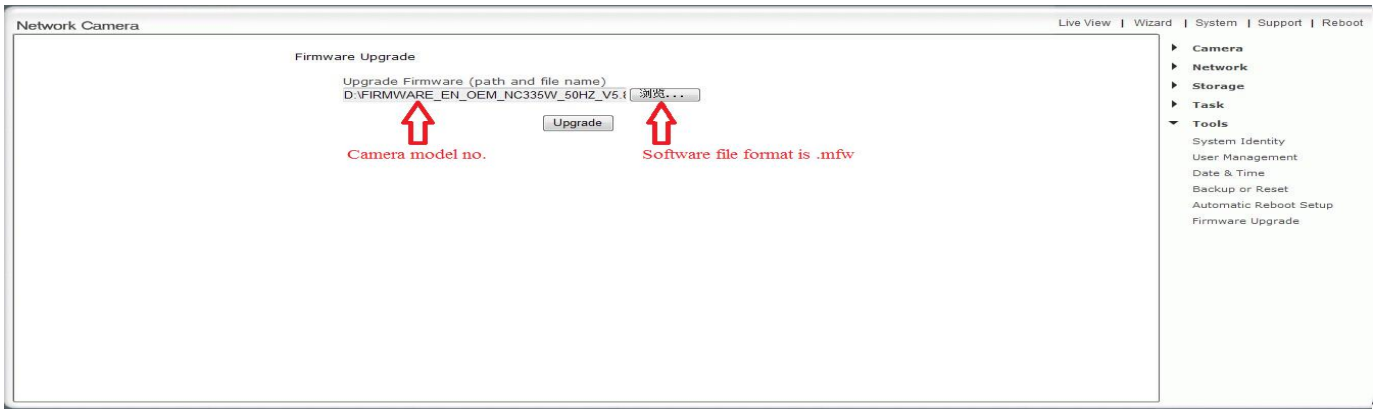 Network Camera
Live View | Wizard | System | Support | Reboot
Firmware Upgrade
Upgrade Firmware (path and file name)
D:\FIRMWARE_EN_OEM_NC335W_50HZ_V5.8 浏览...
Upgrade
Camera model no.
Software file format is .mfw
Camera
Network
Storage
Task
Tools
System Identity
User Management
Date & Time
Backup or Reset
Automatic Reboot Setup
Firmware Upgrade